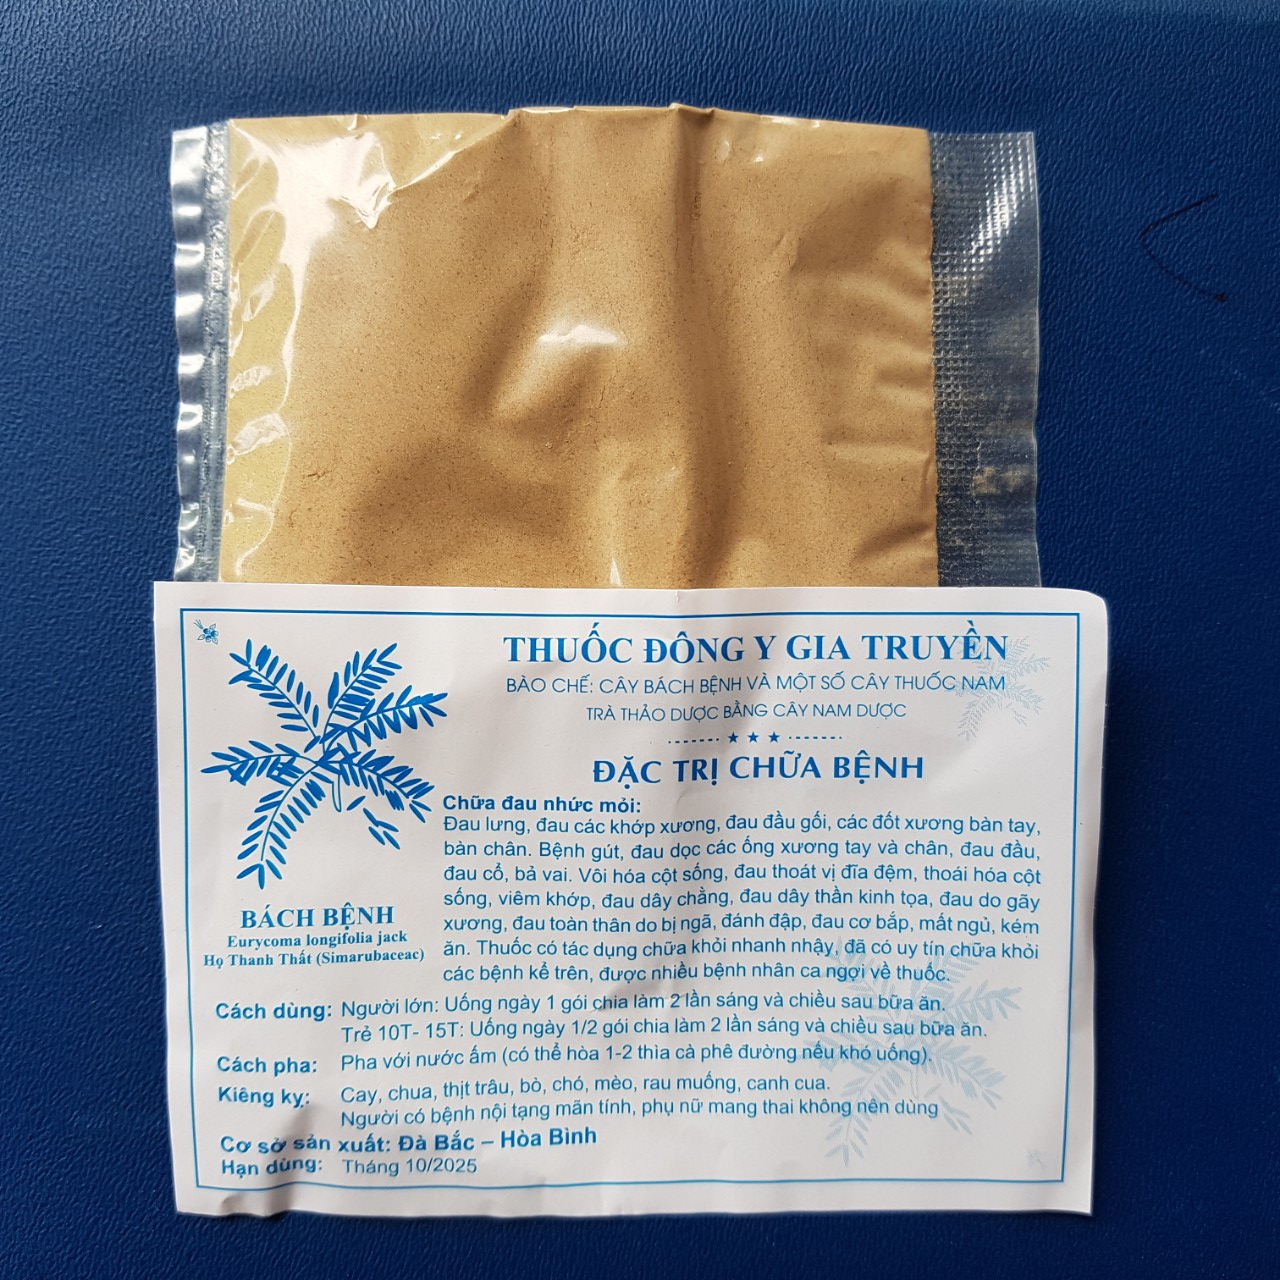 THUỐC ĐÔNG Y GIA TRUYỀN
BÀO CHẾ: CÂY BÁCH BỆNH VÀ MỘT SỐ CÂY THUỐC NAM
TRÀ THẢO DƯỢC BẰNG CÂY NAM DƯỢC
ĐẶC TRỊ CHỮA BỆNH
Chữa đau nhức mỏi:
Đau lưng, đau các khớp xương, đau đầu gối, các đốt xương bàn tay,
bàn chân. Bệnh gút, đau dọc các ống xương tay và chân, đau đầu,
đau cổ, bả vai. Vôi hóa cột sống, đau thoát vị đĩa đệm, thoái hóa cột
sống, viêm khớp, đau dây chằng, đau dây thần kinh tọa, đau do gãy
xương, đau toàn thân do bị ngã, đánh đập, đau cơ bắp, mất ngủ, kém
ăn. Thuốc có tác dụng chữa khỏi nhanh nhậy, đã có uy tín chữa khỏi
các bệnh kể trên, được nhiều bệnh nhân ca ngợi về thuốc.
BÁCH BỆNH
Eurycoma longifolia jack
Họ Thanh Thất (Simarubaceac)
Cách dùng: Người lớn: Uống ngày 1 gói chia làm 2 lần sáng và chiều sau bữa ăn.
Trẻ 10T- 15T: Uống ngày 1/2 gói chia làm 2 lần sáng và chiều sau bữa ăn.
Cách pha: Pha với nước ấm (có thể hòa 1-2 thìa cà phê đường nếu khó uống).
Kiêng kỵ: Cay, chua, thịt trâu, bò, chó, mèo, rau muống, canh cua.
Người có bệnh nội tạng mãn tính, phụ nữ mang thai không nên dùng
Cơ sở sản xuất: Đà Bắc – Hòa Bình
Hạn dùng: Tháng 10/2025